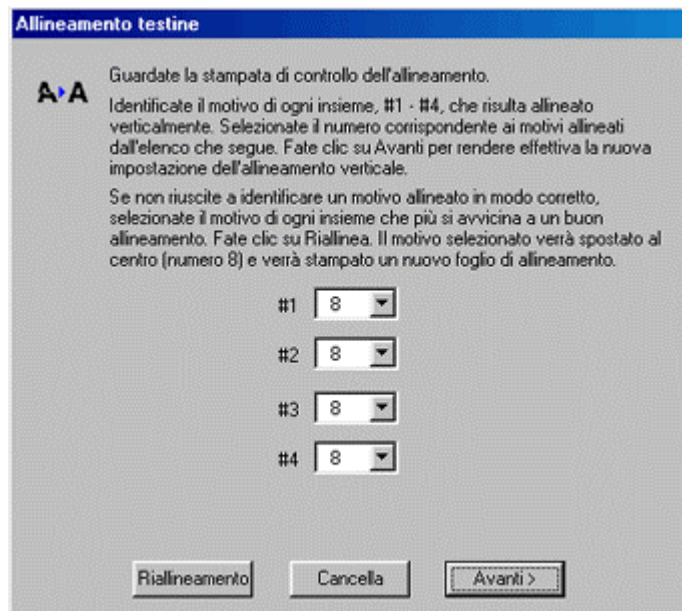 Allineamento testine
Guardate la stampata di controllo dell'allineamento.
A A
Identificate il motivo di ogni insieme, #1 - #4, che risulta allineato
verticalmente. Selezionate il numero corrispondente ai motivi allineati
dall'elenco che segue. Fate clic su Avanti per rendere effettiva la nuova
impostazione dell'allineamento verticale.
Se non riuscite a identificare un motivo allineato in modo corretto,
selezionate il motivo di ogni insieme che più si avvicina a un buon
allineamento. Fate clic su Riallinea. Il motivo selezionato verrà spostato al
centro (numero 8) e verrà stampato un nuovo foglio di allineamento.
#1 8
#2 8
#3 8
#4 8
Riallineamento Cancella Avanti >